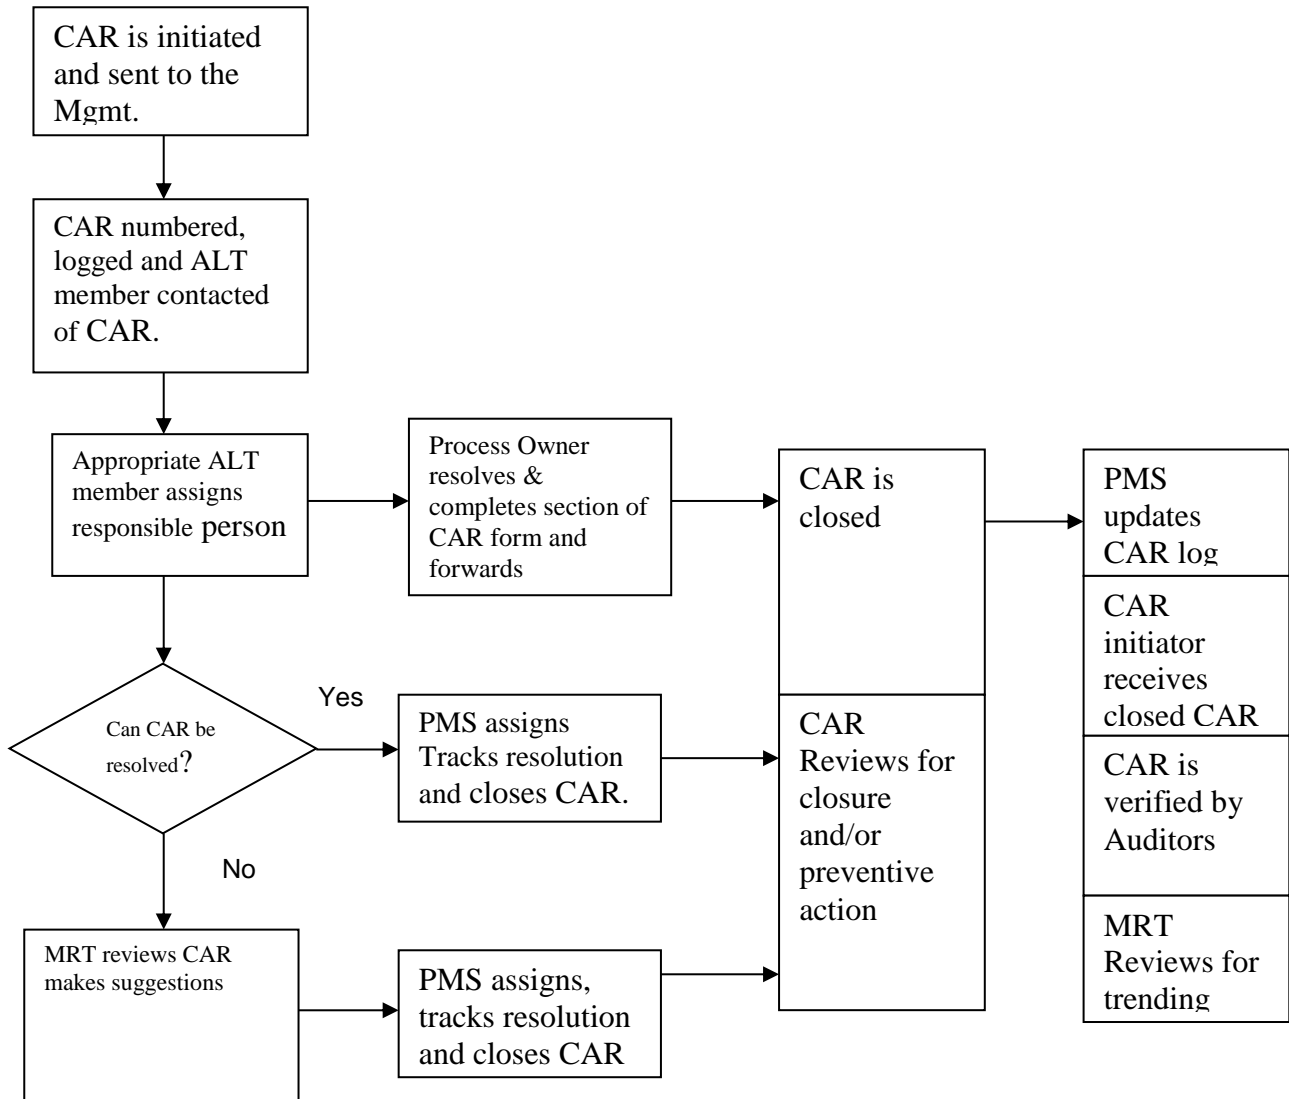 CAR is initiated
and sent to the
Mgmt.
CAR numbered,
logged and ALT
member contacted
of CAR.
Appropriate ALT
member assigns
responsible person
Process Owner
resolves &
completes section of
CAR form and
forwards
CAR is
closed
PMS
updates
CAR log
CAR
initiator
receives
closed CAR
Can CAR be
resolved?
Yes
PMS assigns
Tracks resolution
and closes CAR.
CAR
Reviews for
closure
and/or
preventive
action
CAR is
verified by
Auditors
No
MRT reviews CAR
makes suggestions
PMS assigns,
tracks resolution
and closes CAR
MRT
Reviews for
trending